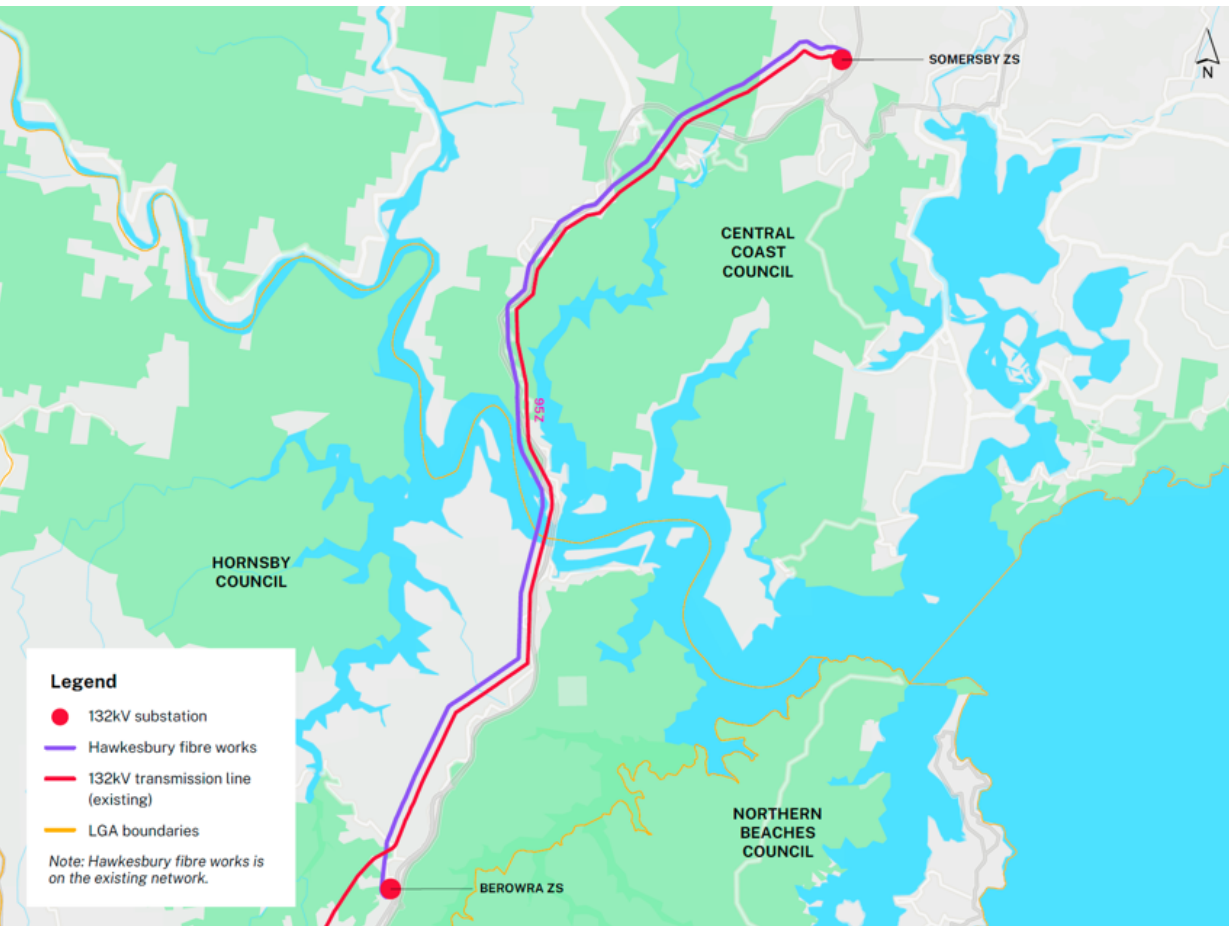 SOMERSBY ZS
N
CENTRAL
COAST
COUNCIL
95Z
HORNSBY
COUNCIL
Legend
132kV substation
Hawkesbury fibre works
132kV transmission line
(existing)
LGA boundaries
Note: Hawkesbury fibre works is
on the existing network.
NORTHERN
BEACHES
COUNCIL
BEROWRA ZS